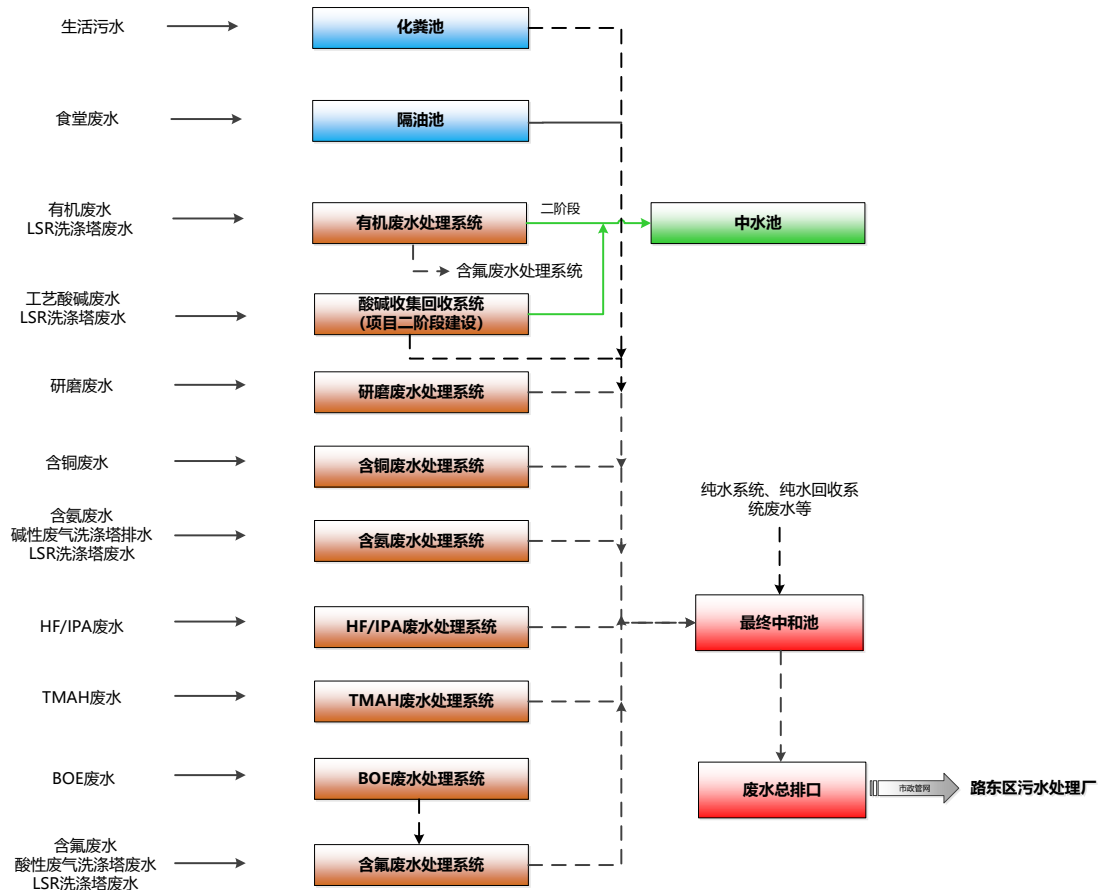 生活污水
化粪池
食堂废水
隔油池
有机废水
LSR洗涤塔废水
有机废水处理系统
二阶段
中水池
含氟废水处理系统
工艺酸碱废水
LSR洗涤塔废水
酸碱收集回收系统
（项目二阶段建设）
研磨废水
研磨废水处理系统
含铜废水
含铜废水处理系统
纯水系统、纯水回收系
统废水等
含氨废水
碱性废气洗涤塔排水
LSR洗涤塔废水
含氨废水处理系统
HF/IPA废水
HF/IPA废水处理系统
最终中和池
TMAH废水
TMAH废水处理系统
BOE废水
BOE废水处理系统
废水总排口
市政管网
路东区污水处理厂
含氟废水
酸性废气洗涤塔废水
LSR洗涤塔废水
含氟废水处理系统